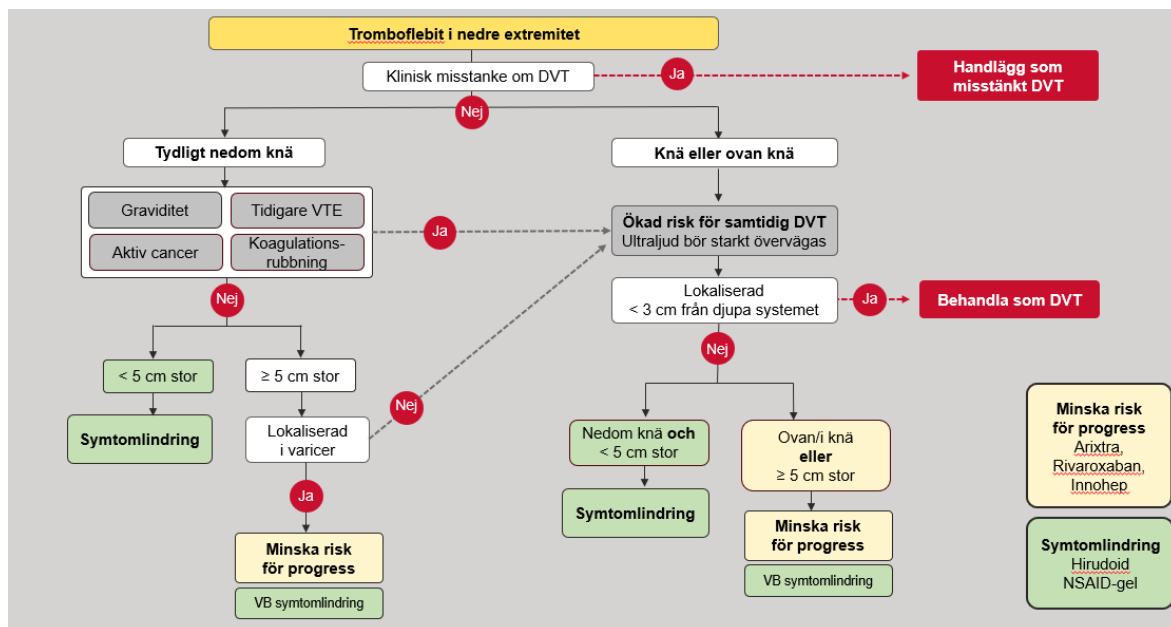 Tromboflebit i nedre extremitet
Klinisk misstanke om DVT
Ja
Handlägg som
misstänkt DVT
Nej
Tydligt nedom knä
Knä eller ovan knä
Graviditet
Tidigare VTE
Aktiv cancer
Koagulations-
rubbning
Ja
Ökad risk för samtidig DVT
Ultraljud bör starkt övervägas
Nej
Lokaliserad
< 3 cm från djupa systemet
Ja
Behandla som DVT
Nej
< 5 cm stor
≥ 5 cm stor
Nej
Symtomlindring
Lokaliserad
i varicer
Ja
Minska risk
för progress
VB symtomlindring
Nedom knä och
< 5 cm stor
Symtomlindring
Ovan/i knä
eller
≥ 5 cm stor
Minska risk
för progress
VB symtomlindring
Minska risk
för progress
Arixtra,
Rivaroxaban,
Innohep
Symtomlindring
Hirudoid
NSAID-gel